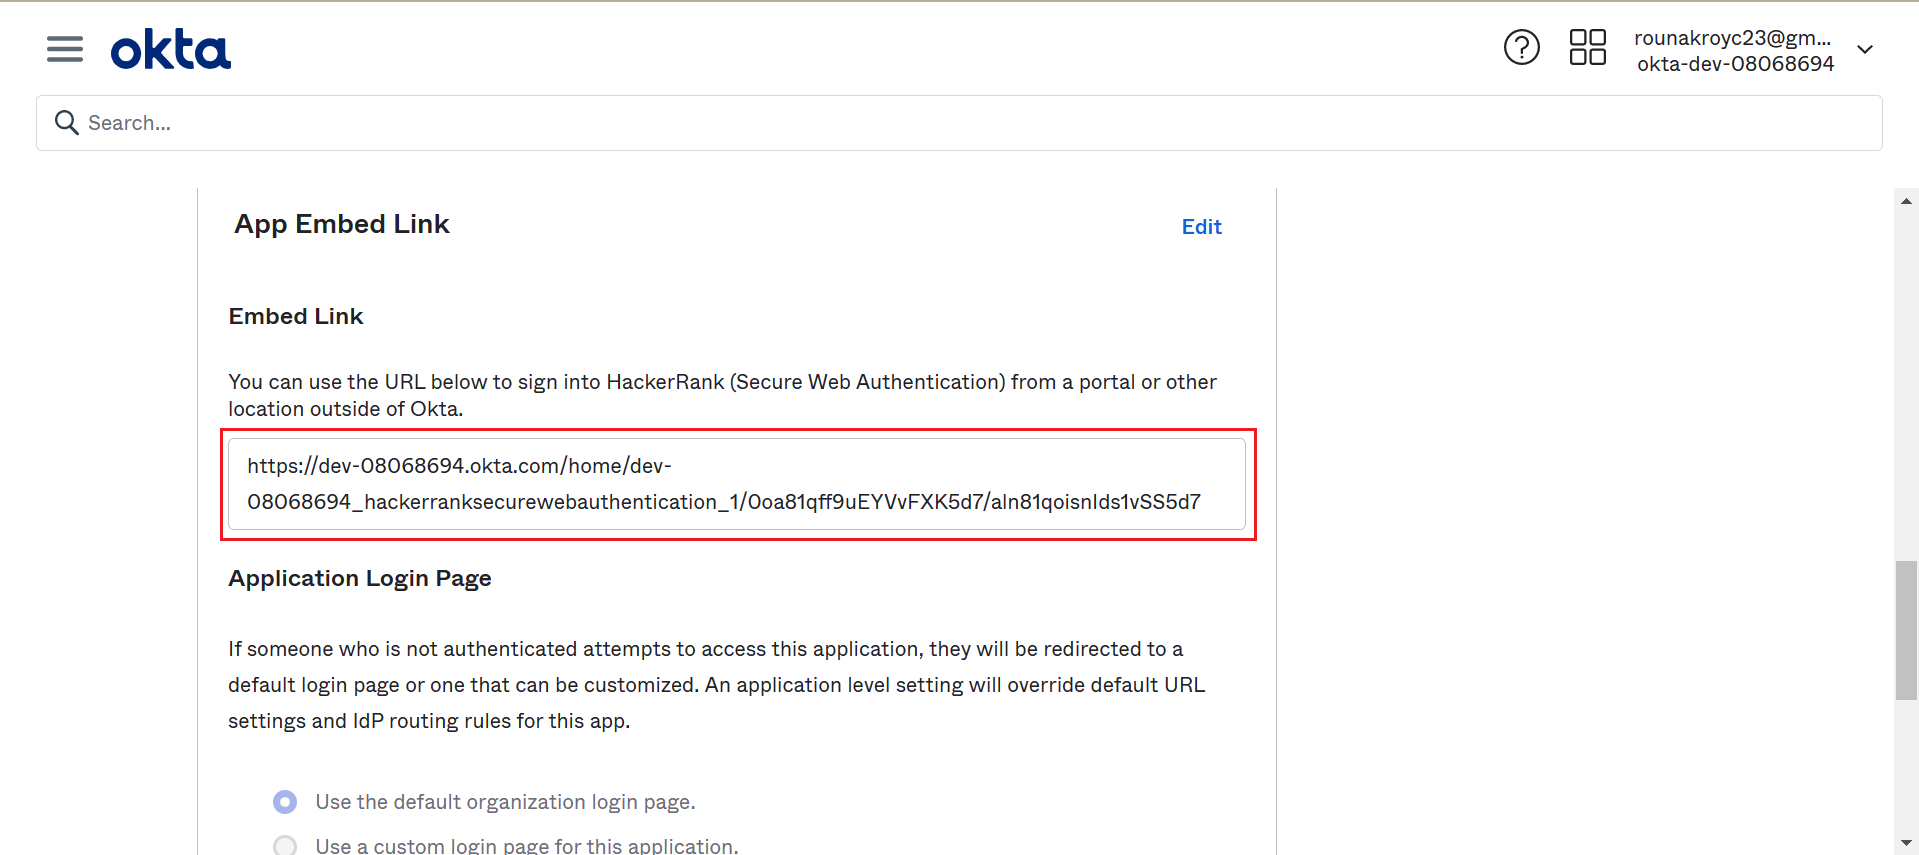 okta
rounakroyc23@gm...
okta-dev-08068694
Search...
App Embed Link
Edit
Embed Link
You can use the URL below to sign into HackerRank (Secure Web Authentication) from a portal or other
location outside of Okta.
https://dev-08068694.okta.com/home/dev-
08068694_hackerranksecurewebauthentication_1/0oa81qff9uEYVvFXK5d7/aln81qoisnIds1vSS5d7
Application Login Page
If someone who is not authenticated attempts to access this application, they will be redirected to a
default login page or one that can be customized. An application level setting will override default URL
settings and IdP routing rules for this app.
Use the default organization login page.
Use a custom login page for this application.